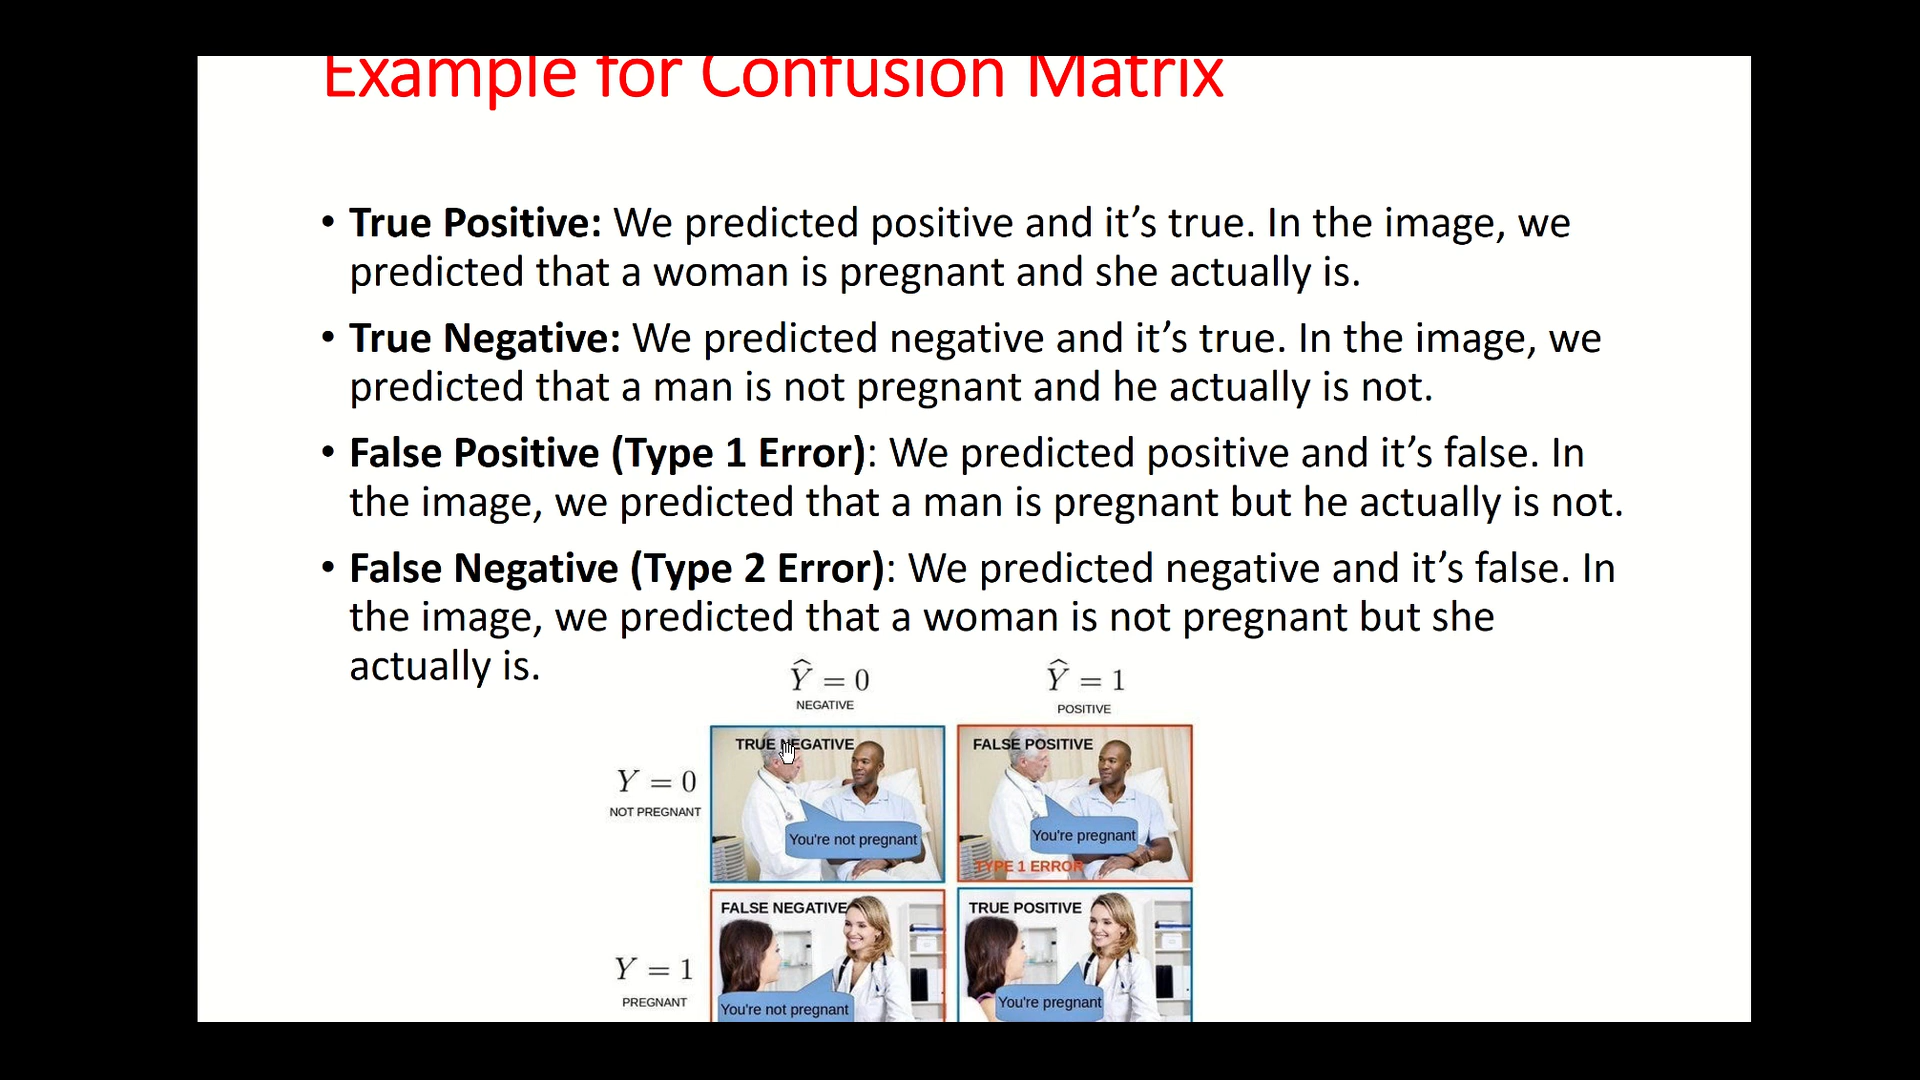 Example for Confusion Matrix
• True Positive: We predicted positive and it’s true. In the image, we
predicted that a woman is pregnant and she actually is.
• True Negative: We predicted negative and it’s true. In the image, we
predicted that a man is not pregnant and he actually is not.
• False Positive (Type 1 Error): We predicted positive and it’s false. In
the image, we predicted that a man is pregnant but he actually is not.
• False Negative (Type 2 Error): We predicted negative and it’s false. In
the image, we predicted that a woman is not pregnant but she
actually is.
Ŷ = 0
NEGATIVE
Ŷ = 1
POSITIVE
Y = 0
NOT PREGNANT
TRUE NEGATIVE
You're not pregnant
FALSE POSITIVE
You're pregnant
TYPE 1 ERROR
Y = 1
PREGNANT
FALSE NEGATIVE
You're not pregnant
TRUE POSITIVE
You're pregnant